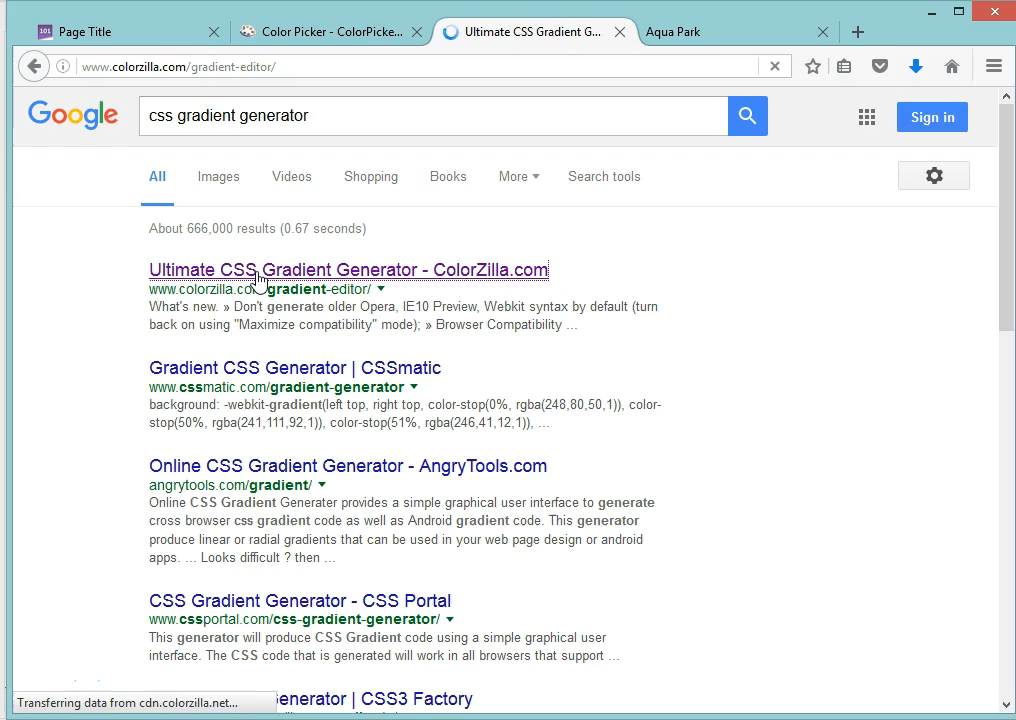 101 Page Title
Color Picker - ColorPicke...
Ultimate CSS Gradient G...
Aqua Park
www.colorzilla.com/gradient-editor/
Google
css gradient generator
Sign in
All Images Videos Shopping Books More Search tools
About 666,000 results (0.67 seconds)
Ultimate CSS Gradient Generator - ColorZilla.com
www.colorzilla.co gradient-editor/
What's new. » Don't generate older Opera, IE10 Preview, Webkit syntax by default (turn
back on using "Maximize compatibility" mode); » Browser Compatibility ...
Gradient CSS Generator | CSSmatic
www.cssmatic.com/gradient-generator
background: -webkit-gradient(left top, right top, color-stop(0%, rgba(248,80,50,1)), color-
stop(50%, rgba(241,111,92,1)), color-stop(51%, rgba(246,41,12,1)), ...
Online CSS Gradient Generator - AngryTools.com
angrytools.com/gradient/
Online CSS Gradient Generater provides a simple graphical user interface to generate
cross browser css gradient code as well as Android gradient code. This generator
produce linear or radial gradients that can be used in your web page design or android
apps. ... Looks difficult ? then ...
CSS Gradient Generator - CSS Portal
www.cssportal.com/css-gradient-generator/
This generator will produce CSS Gradient code using a simple graphical user
interface. The CSS code that is generated will work in all browsers that support ...
enerator | CSS3 Factory
Transferring data from cdn.colorzilla.net...